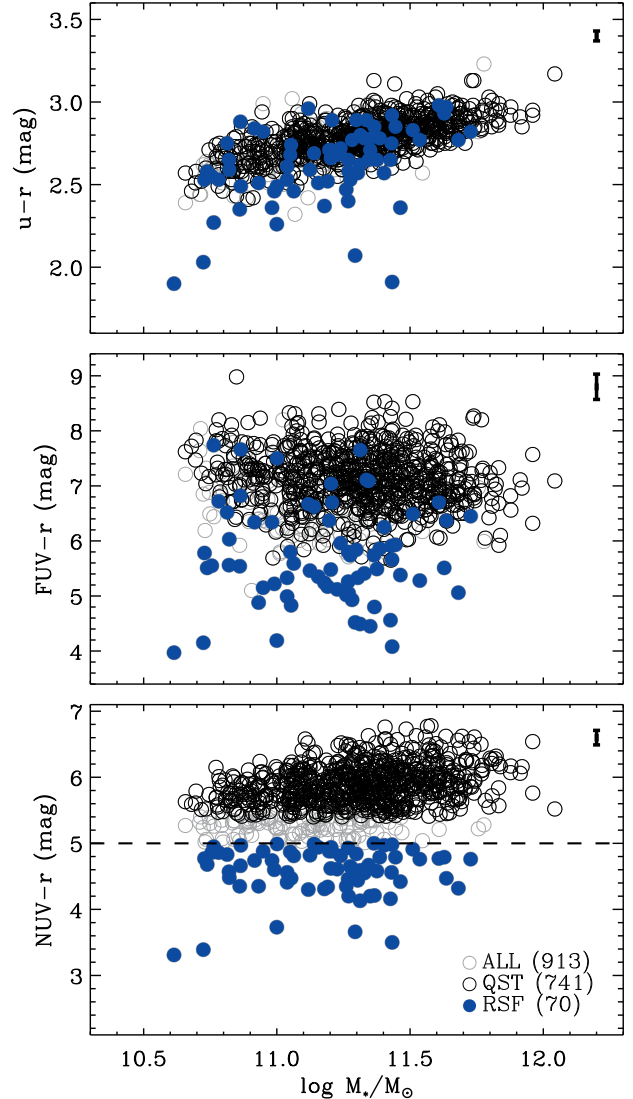 3.5
3.0
2.5
2.0
u−r (mag)
9
8
7
6
5
4
FUV−r (mag)
7
6
5
4
3
NUV−r (mag)
ALL (913)
QST (741)
RSF (70)
10.5 11.0 11.5 12.0
log M*/M⊙